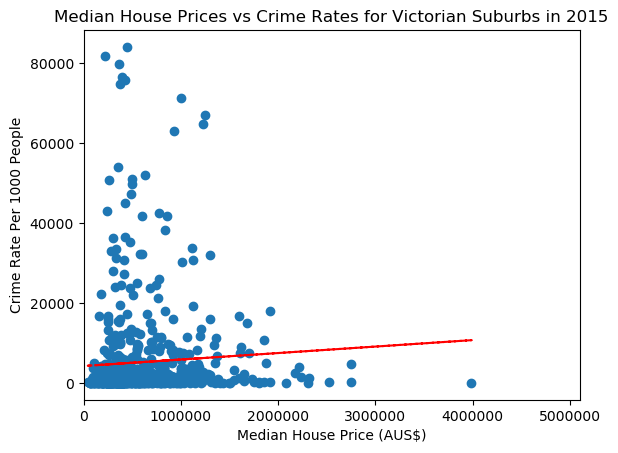 Median House Prices vs Crime Rates for Victorian Suburbs in 2015
Crime Rate Per 1000 People
80000
60000
40000
20000
0
0 1000000 2000000 3000000 4000000 5000000
Median House Price (AUS$)